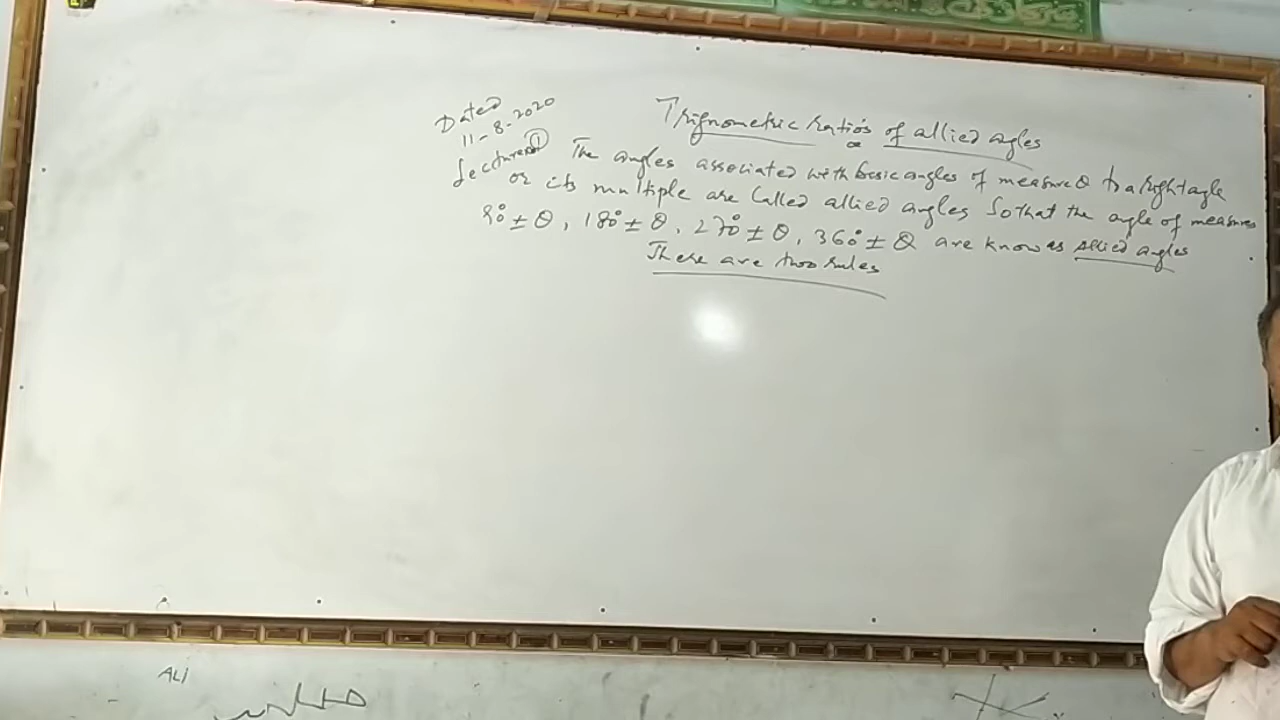 Dated
11-8-2020
Lecture no ①
Trignometric ratios of allied angles
The angles associated with basic angles of measure θ to a right angle
or its multiple are called allied angles So that the angle of measures
90° ± θ, 180° ± θ, 270° ± θ, 360° ± θ are know as allied angles
There are two rules
ALI